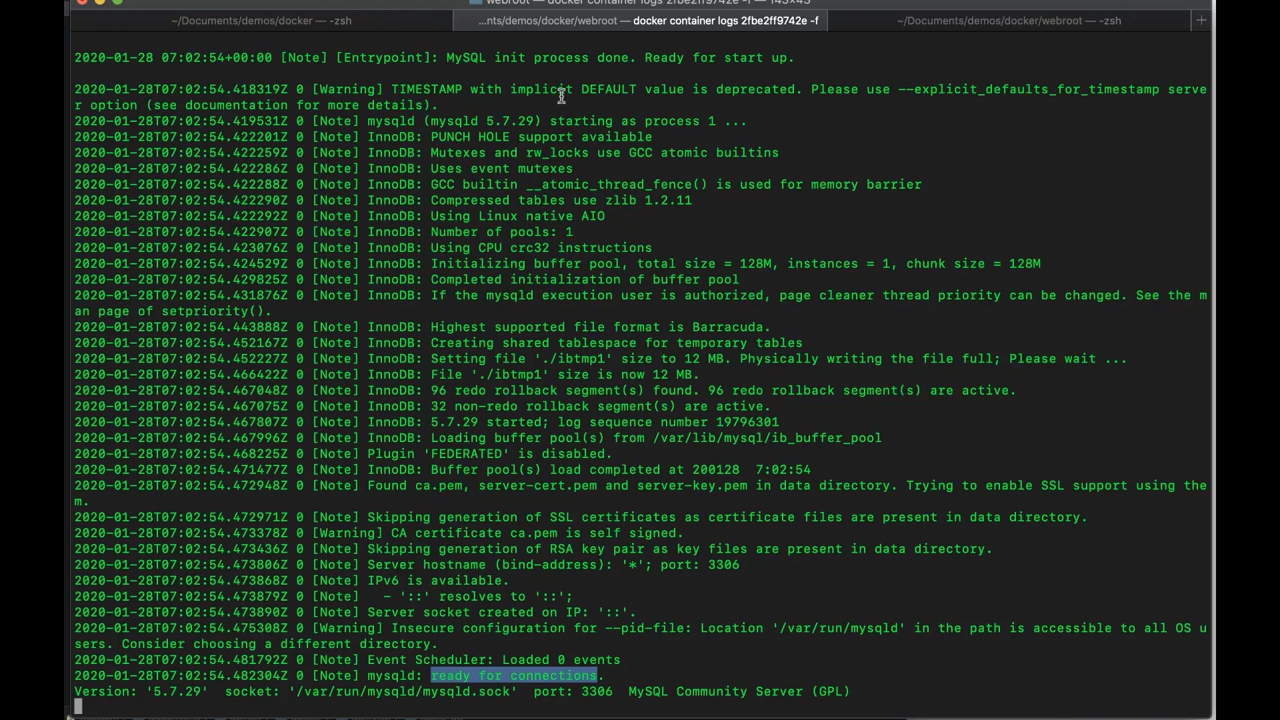 webroot — docker container logs 2fbe2ff9742e -f — 143×43
~/Documents/demos/docker — -zsh
...nts/demos/docker/webroot — docker container logs 2fbe2ff9742e -f
~/Documents/demos/docker/webroot — -zsh
+
2020-01-28 07:02:54+00:00 [Note] [Entrypoint]: MySQL init process done. Ready for start up.
2020-01-28T07:02:54.418319Z 0 [Warning] TIMESTAMP with implicit DEFAULT value is deprecated. Please use --explicit_defaults_for_timestamp serve
r option (see documentation for more details).
2020-01-28T07:02:54.419531Z 0 [Note] mysqld (mysqld 5.7.29) starting as process 1 ...
2020-01-28T07:02:54.422201Z 0 [Note] InnoDB: PUNCH HOLE support available
2020-01-28T07:02:54.422259Z 0 [Note] InnoDB: Mutexes and rw_locks use GCC atomic builtins
2020-01-28T07:02:54.422286Z 0 [Note] InnoDB: Uses event mutexes
2020-01-28T07:02:54.422288Z 0 [Note] InnoDB: GCC builtin __atomic_thread_fence() is used for memory barrier
2020-01-28T07:02:54.422290Z 0 [Note] InnoDB: Compressed tables use zlib 1.2.11
2020-01-28T07:02:54.422292Z 0 [Note] InnoDB: Using Linux native AIO
2020-01-28T07:02:54.422907Z 0 [Note] InnoDB: Number of pools: 1
2020-01-28T07:02:54.423076Z 0 [Note] InnoDB: Using CPU crc32 instructions
2020-01-28T07:02:54.424529Z 0 [Note] InnoDB: Initializing buffer pool, total size = 128M, instances = 1, chunk size = 128M
2020-01-28T07:02:54.429825Z 0 [Note] InnoDB: Completed initialization of buffer pool
2020-01-28T07:02:54.431876Z 0 [Note] InnoDB: If the mysqld execution user is authorized, page cleaner thread priority can be changed. See the m
an page of setpriority().
2020-01-28T07:02:54.443888Z 0 [Note] InnoDB: Highest supported file format is Barracuda.
2020-01-28T07:02:54.452167Z 0 [Note] InnoDB: Creating shared tablespace for temporary tables
2020-01-28T07:02:54.452227Z 0 [Note] InnoDB: Setting file './ibtmp1' size to 12 MB. Physically writing the file full; Please wait ...
2020-01-28T07:02:54.466422Z 0 [Note] InnoDB: File './ibtmp1' size is now 12 MB.
2020-01-28T07:02:54.467048Z 0 [Note] InnoDB: 96 redo rollback segment(s) found. 96 redo rollback segment(s) are active.
2020-01-28T07:02:54.467075Z 0 [Note] InnoDB: 32 non-redo rollback segment(s) are active.
2020-01-28T07:02:54.467807Z 0 [Note] InnoDB: 5.7.29 started; log sequence number 19796301
2020-01-28T07:02:54.467996Z 0 [Note] InnoDB: Loading buffer pool(s) from /var/lib/mysql/ib_buffer_pool
2020-01-28T07:02:54.468225Z 0 [Note] Plugin 'FEDERATED' is disabled.
2020-01-28T07:02:54.471477Z 0 [Note] InnoDB: Buffer pool(s) load completed at 200128  7:02:54
2020-01-28T07:02:54.472948Z 0 [Note] Found ca.pem, server-cert.pem and server-key.pem in data directory. Trying to enable SSL support using the
m.
2020-01-28T07:02:54.472971Z 0 [Note] Skipping generation of SSL certificates as certificate files are present in data directory.
2020-01-28T07:02:54.473378Z 0 [Warning] CA certificate ca.pem is self signed.
2020-01-28T07:02:54.473436Z 0 [Note] Skipping generation of RSA key pair as key files are present in data directory.
2020-01-28T07:02:54.473806Z 0 [Note] Server hostname (bind-address): '*'; port: 3306
2020-01-28T07:02:54.473868Z 0 [Note] IPv6 is available.
2020-01-28T07:02:54.473879Z 0 [Note]   - '::' resolves to '::';
2020-01-28T07:02:54.473890Z 0 [Note] Server socket created on IP: '::'.
2020-01-28T07:02:54.475308Z 0 [Warning] Insecure configuration for --pid-file: Location '/var/run/mysqld' in the path is accessible to all OS u
sers. Consider choosing a different directory.
2020-01-28T07:02:54.481792Z 0 [Note] Event Scheduler: Loaded 0 events
2020-01-28T07:02:54.482304Z 0 [Note] mysqld: ready for connections.
Version: '5.7.29'  socket: '/var/run/mysqld/mysqld.sock'  port: 3306  MySQL Community Server (GPL)